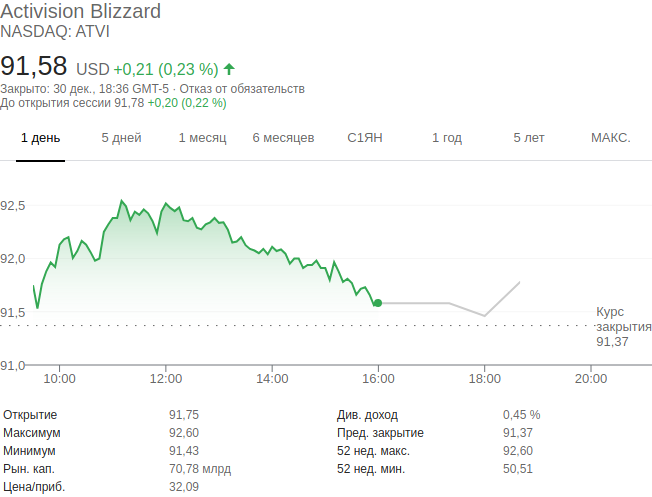 Activision Blizzard
NASDAQ: ATVI
91,58 USD +0,21 (0,23 %)
Закрыто: 30 дек., 18:36 GMT-5 · Отказ от обязательств
До открытия сессии 91,78 +0,20 (0,22 %)
1 день 5 дней 1 месяц 6 месяцев С1ЯН 1 год 5 лет МАКС.
92,5
92,0
91,5
Курс
закрытия
91,37
91,0
10:00 12:00 14:00 16:00 18:00 20:00
Открытие 91,75 Див. доход 0,45 %
Максимум 92,60 Пред. закрытие 91,37
Минимум 91,43 52 нед. макс. 92,60
Рын. кап. 70,78 млрд 52 нед. мин. 50,51
Цена/приб. 32,09